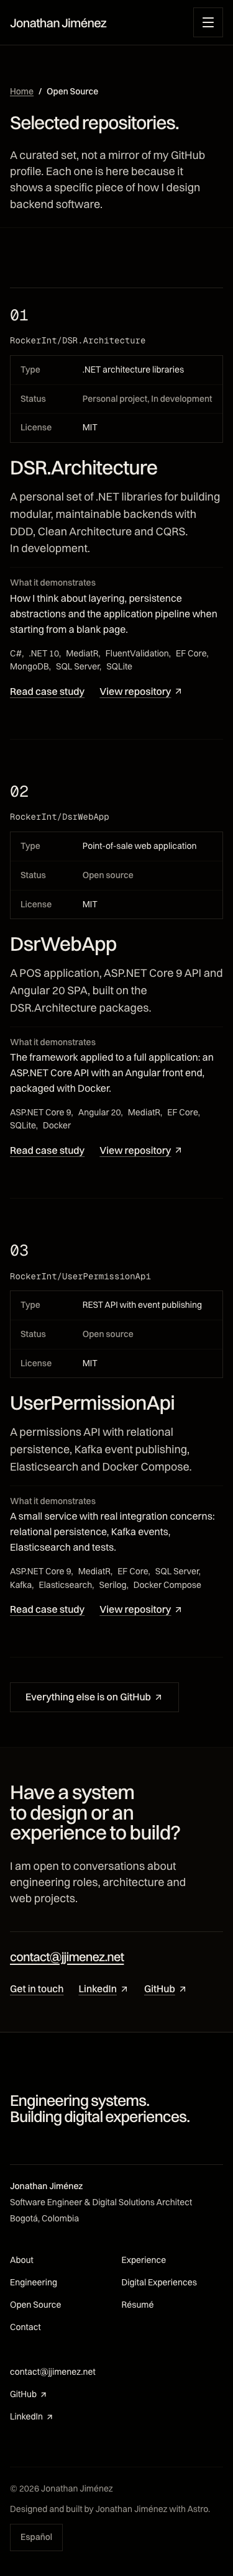 Jonathan Jiménez
Home / Open Source
Selected repositories.
A curated set, not a mirror of my GitHub
profile. Each one is here because it
shows a specific piece of how I design
backend software.
01
RockerInt/DSR.Architecture
Type .NET architecture libraries
Status Personal project, In development
License MIT
DSR.Architecture
A personal set of .NET libraries for building
modular, maintainable backends with
DDD, Clean Architecture and CQRS.
In development.
What it demonstrates
How I think about layering, persistence
abstractions and the application pipeline when
starting from a blank page.
C#, .NET 10, MediatR, FluentValidation, EF Core,
MongoDB, SQL Server, SQLite
Read case study View repository ↗
02
RockerInt/DsrWebApp
Type Point-of-sale web application
Status Open source
License MIT
DsrWebApp
A POS application, ASP.NET Core 9 API and
Angular 20 SPA, built on the
DSR.Architecture packages.
What it demonstrates
The framework applied to a full application: an
ASP.NET Core API with an Angular front end,
packaged with Docker.
ASP.NET Core 9, Angular 20, MediatR, EF Core,
SQLite, Docker
Read case study View repository ↗
03
RockerInt/UserPermissionApi
Type REST API with event publishing
Status Open source
License MIT
UserPermissionApi
A permissions API with relational
persistence, Kafka event publishing,
Elasticsearch and Docker Compose.
What it demonstrates
A small service with real integration concerns:
relational persistence, Kafka events,
Elasticsearch and tests.
ASP.NET Core 9, MediatR, EF Core, SQL Server,
Kafka, Elasticsearch, Serilog, Docker Compose
Read case study View repository ↗
Everything else is on GitHub ↗
Have a system
to design or an
experience to build?
I am open to conversations about
engineering roles, architecture and
web projects.
contact@jjimenez.net
Get in touch LinkedIn ↗ GitHub ↗
Engineering systems.
Building digital experiences.
Jonathan Jiménez
Software Engineer & Digital Solutions Architect
Bogotá, Colombia
About Experience
Engineering Digital Experiences
Open Source Résumé
Contact
contact@jjimenez.net
GitHub ↗
LinkedIn ↗
© 2026 Jonathan Jiménez
Designed and built by Jonathan Jiménez with Astro.
Español